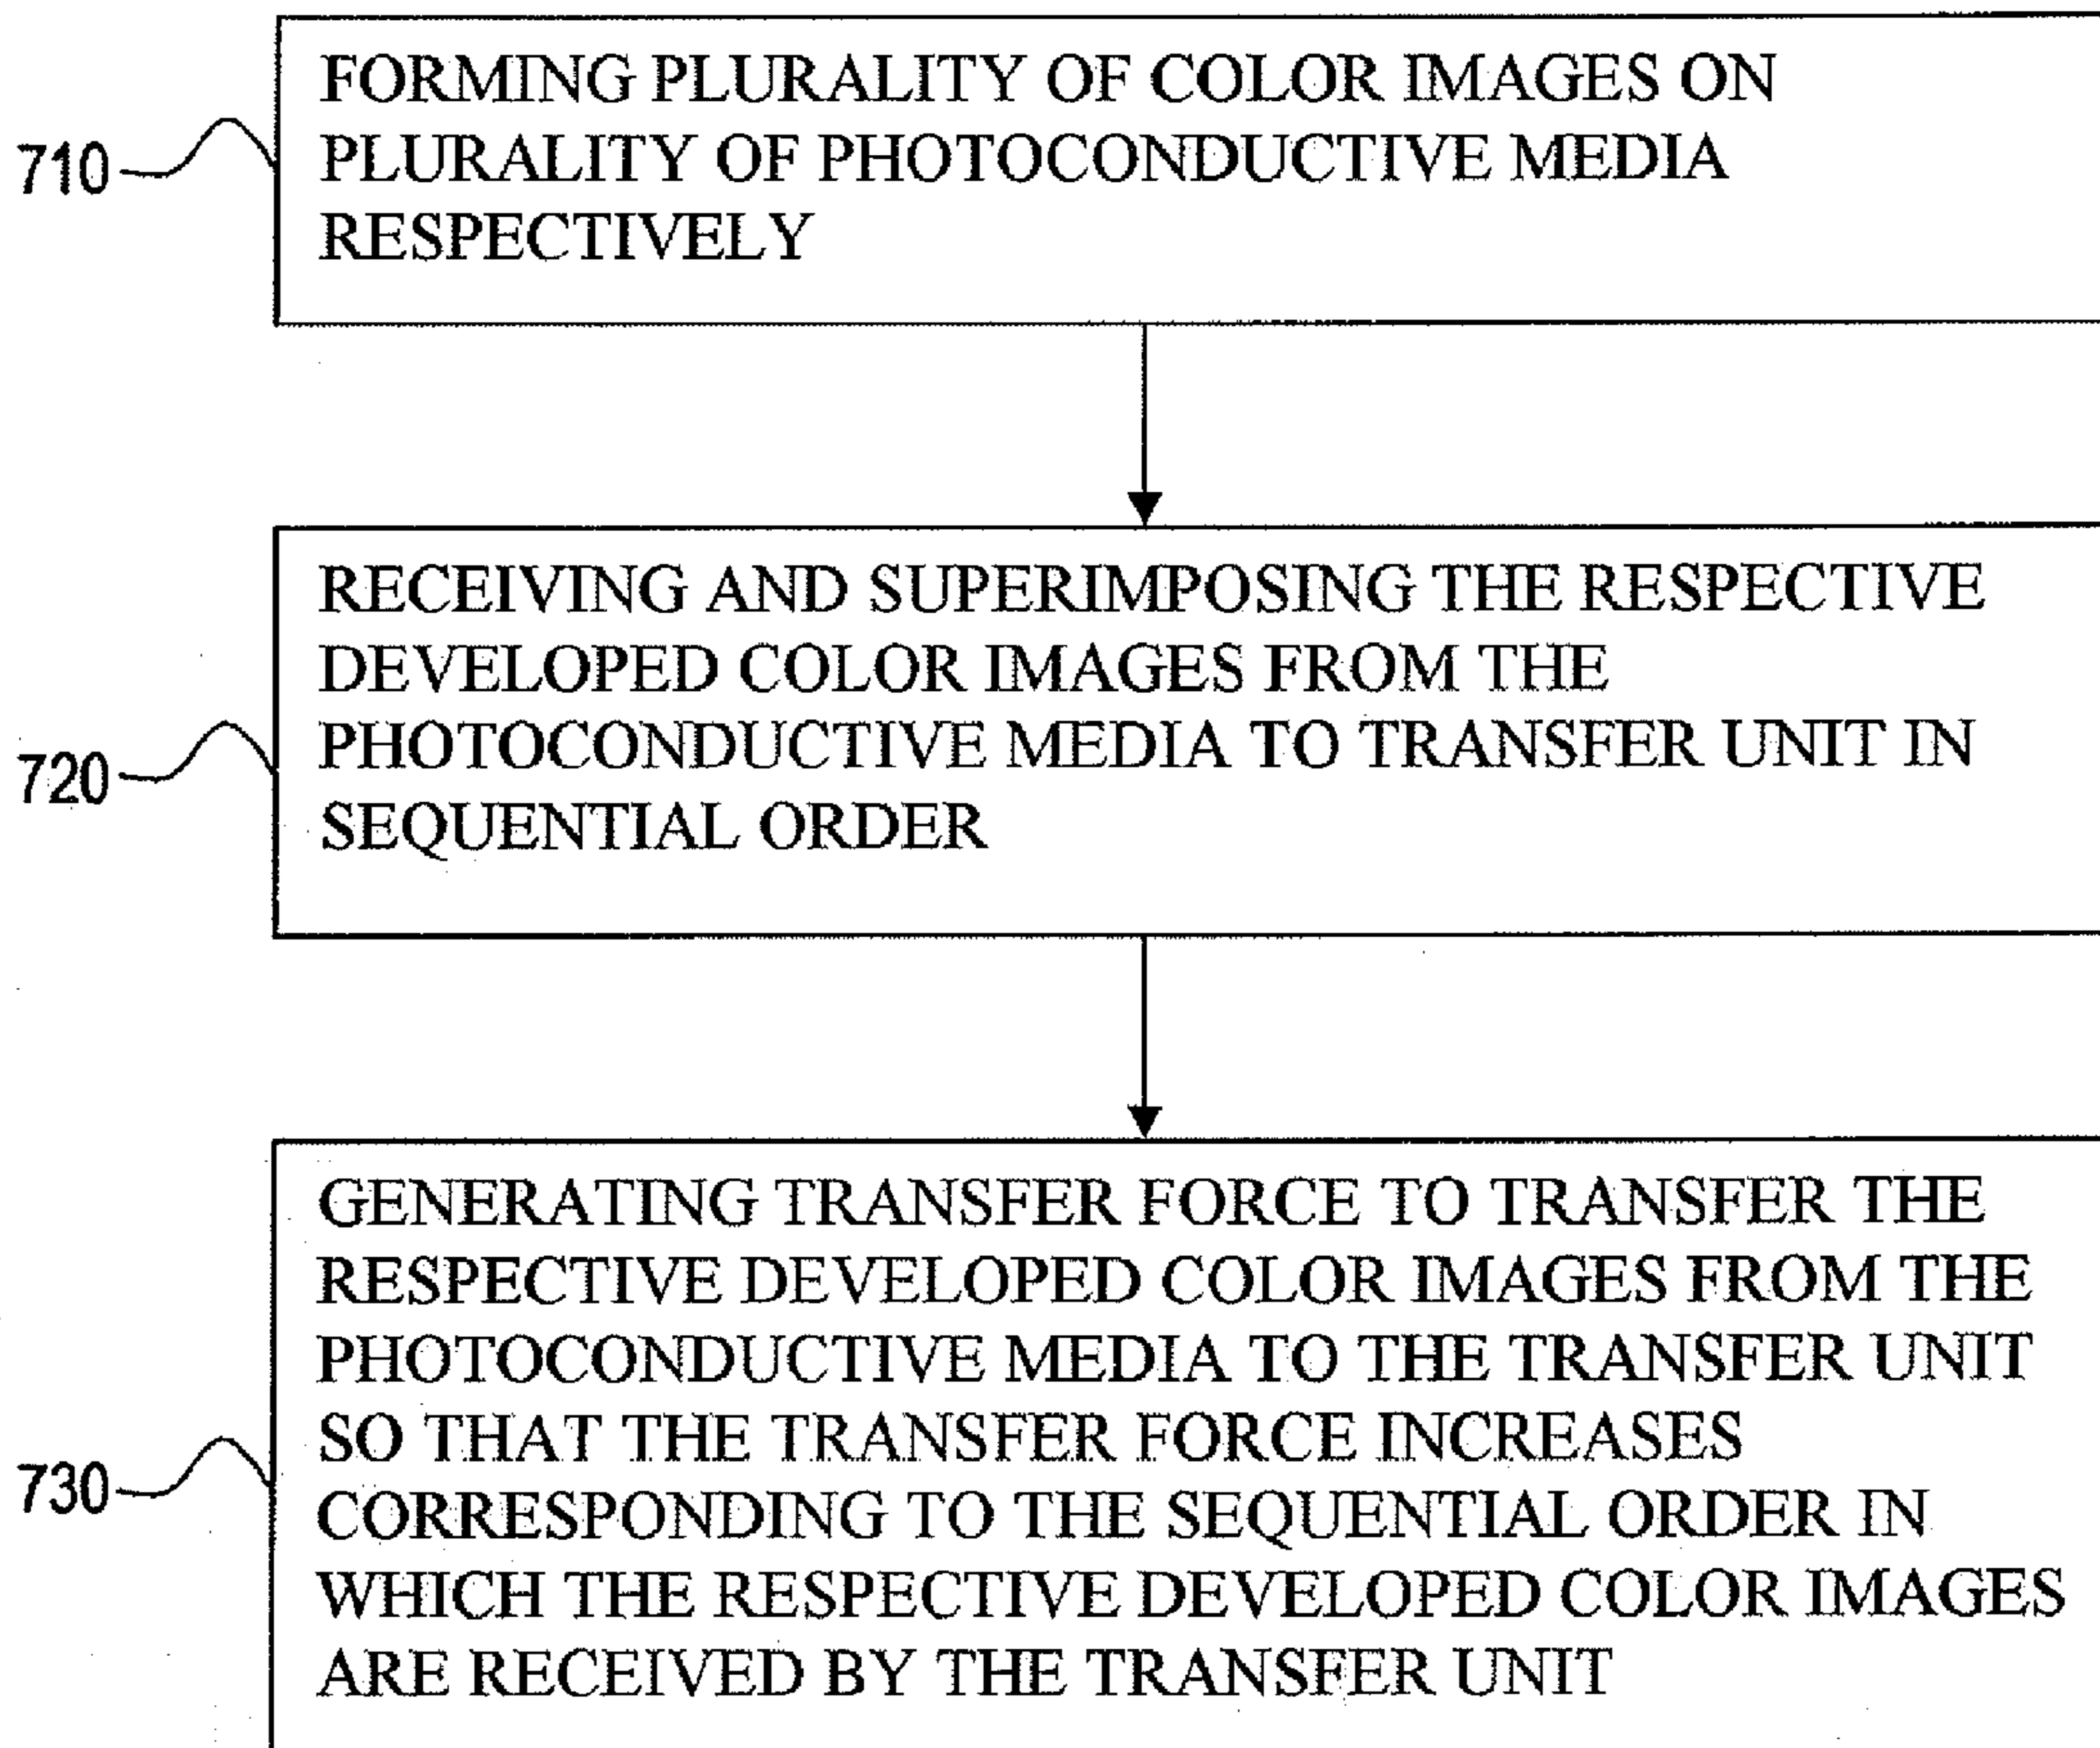 FORMING PLURALITY OF COLOR IMAGES ON
PLURALITY OF PHOTOCONDUCTIVE MEDIA
RESPECTIVELY
710
RECEIVING AND SUPERIMPOSING THE RESPECTIVE
DEVELOPED COLOR IMAGES FROM THE
PHOTOCONDUCTIVE MEDIA TO TRANSFER UNIT IN
SEQUENTIAL ORDER
720
GENERATING TRANSFER FORCE TO TRANSFER THE
RESPECTIVE DEVELOPED COLOR IMAGES FROM THE
PHOTOCONDUCTIVE MEDIA TO THE TRANSFER UNIT
SO THAT THE TRANSFER FORCE INCREASES
CORRESPONDING TO THE SEQUENTIAL ORDER IN
WHICH THE RESPECTIVE DEVELOPED COLOR IMAGES
ARE RECEIVED BY THE TRANSFER UNIT
730